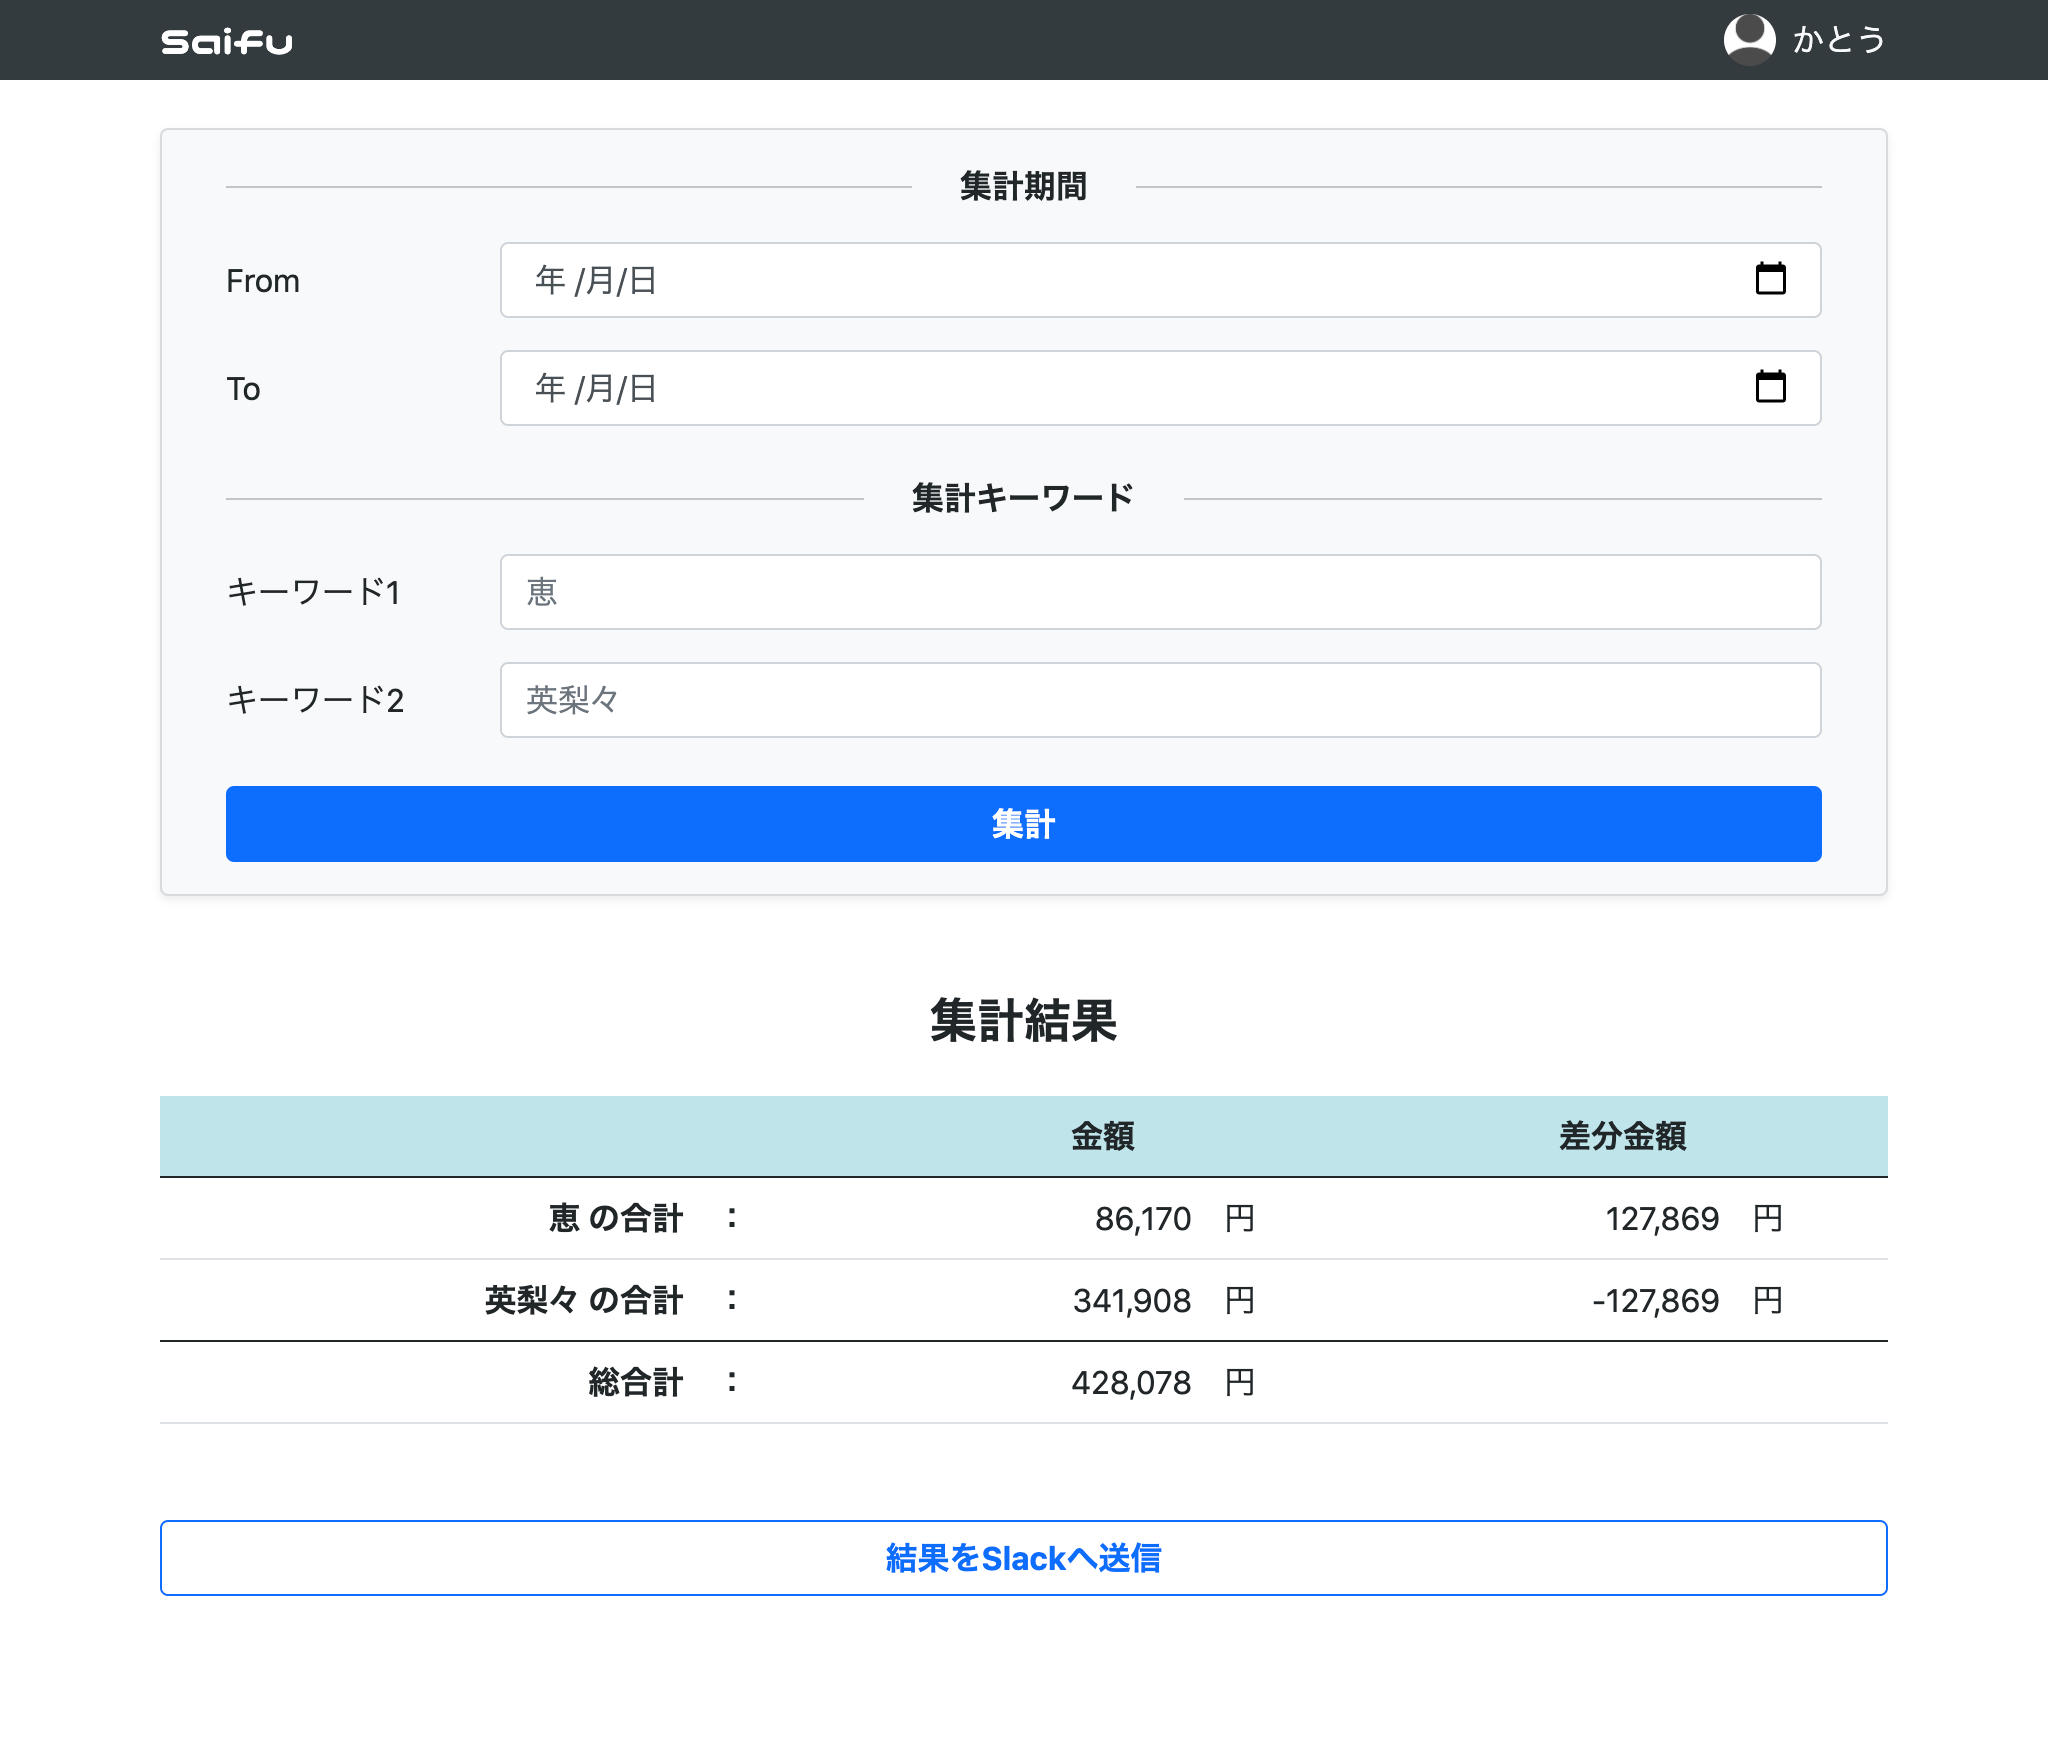 Saifu
かとう
集計期間
From
年 /月/日
To
年 /月/日
集計キーワード
キーワード1
恵
キーワード2
英梨々
集計
集計結果
金額 差分金額
恵 の合計 : 86,170 円 127,869 円
英梨々 の合計 : 341,908 円 -127,869 円
総合計 : 428,078 円
結果をSlackへ送信